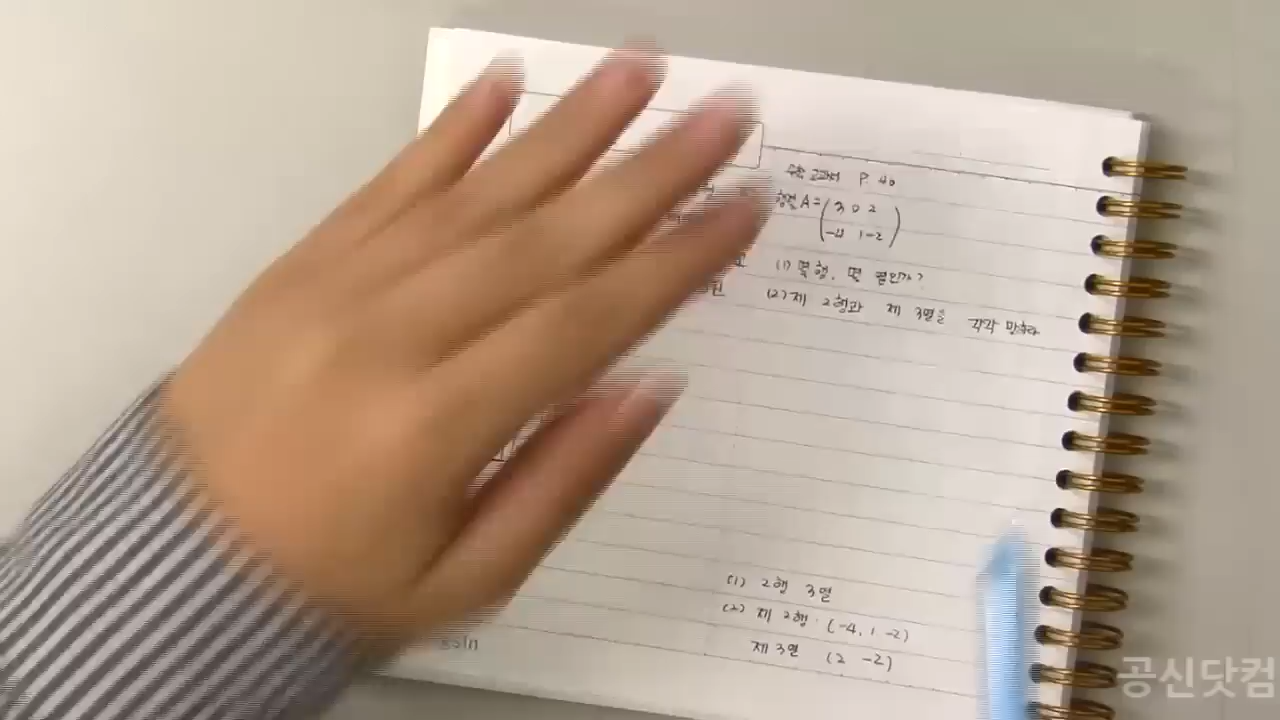 수학 교과서 P 40
행렬 A = ( 3 0 2
-4 1 -2 )
(1) 몇 행, 몇 열인가?
(2) 제 2행과 제 3열을 각각 말하라
(1) 2행 3열
(2) 제 2행 (-4, 1 -2)
제 3열 (2 -2)
공신닷컴